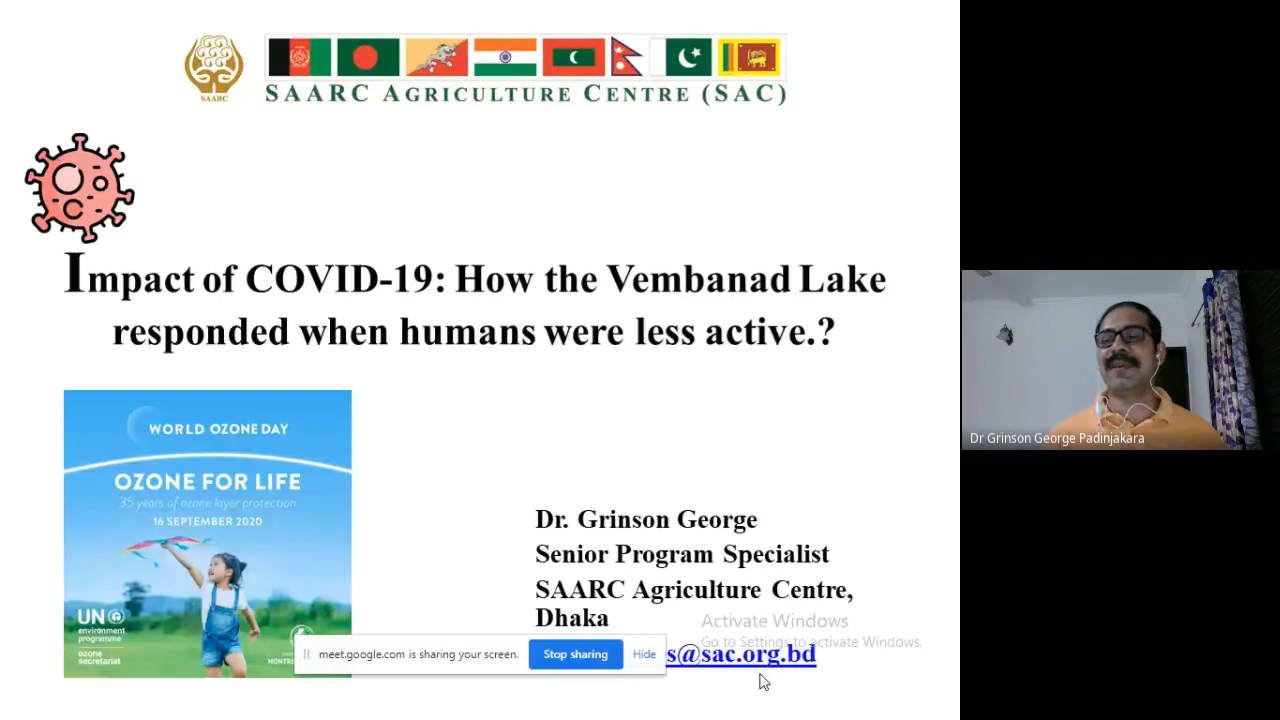 SAARC
SAARC AGRICULTURE CENTRE (SAC)
Impact of COVID-19: How the Vembanad Lake
responded when humans were less active.?
WORLD OZONE DAY
OZONE FOR LIFE
35 years of ozone layer protection
16 SEPTEMBER 2020
UN
environment
programme
ozone
secretariat
Dr. Grinson George
Senior Program Specialist
SAARC Agriculture Centre,
Dhaka
s@sac.org.bd
Activate Windows
Go to Settings to activate Windows.
meet.google.com is sharing your screen.
Stop sharing
Hide
Dr Grinson George Padinjakara